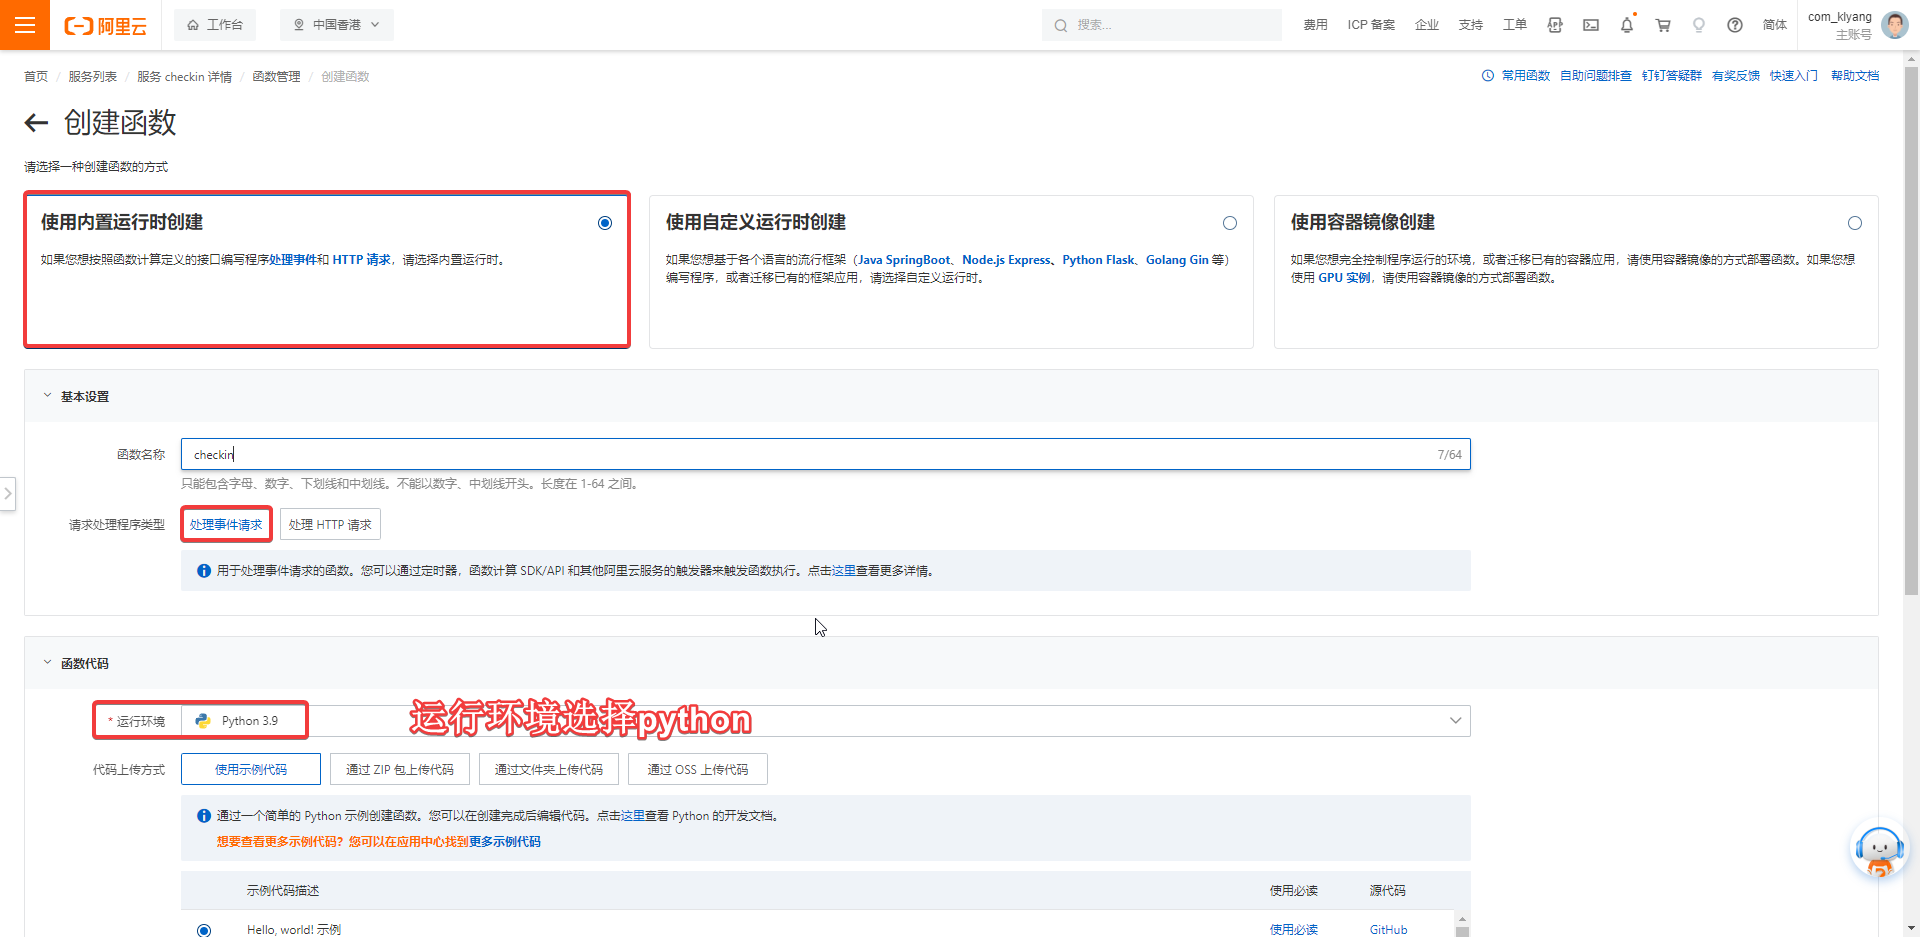 阿里云
工作台
中国香港
搜索...
费用
ICP 备案
企业
支持
工单
简体
com_klyang
主账号
首页 / 服务列表 / 服务 checkin 详情 / 函数管理 / 创建函数
常用函数
自助问题排查
钉钉答疑群
有奖反馈
快速入门
帮助文档
创建函数
请选择一种创建函数的方式
使用内置运行时创建
如果您想按照函数计算定义的接口编写程序处理事件和 HTTP 请求，请选择内置运行时。
使用自定义运行时创建
如果您想基于各个语言的流行框架（Java SpringBoot、Node.js Express、Python Flask、Golang Gin 等）
编写程序，或者迁移已有的框架应用，请选择自定义运行时。
使用容器镜像创建
如果您想完全控制程序运行的环境，或者迁移已有的容器应用，请使用容器镜像的方式部署函数。如果您想
使用 GPU 实例，请使用容器镜像的方式部署函数。
基本设置
函数名称
checkin
7/64
只能包含字母、数字、下划线和中划线。不能以数字、中划线开头。长度在 1-64 之间。
请求处理程序类型
处理事件请求
处理 HTTP 请求
用于处理事件请求的函数。您可以通过定时器，函数计算 SDK/API 和其他阿里云服务的触发器来触发函数执行。点击这里查看更多详情。
函数代码
* 运行环境
Python 3.9
运行环境选择python
代码上传方式
使用示例代码
通过 ZIP 包上传代码
通过文件夹上传代码
通过 OSS 上传代码
通过一个简单的 Python 示例创建函数。您可以在创建完成后编辑代码。点击这里查看 Python 的开发文档。
想要查看更多示例代码？您可以在应用中心找到更多示例代码
示例代码描述
使用必读
源代码
Hello, world! 示例
使用必读
GitHub